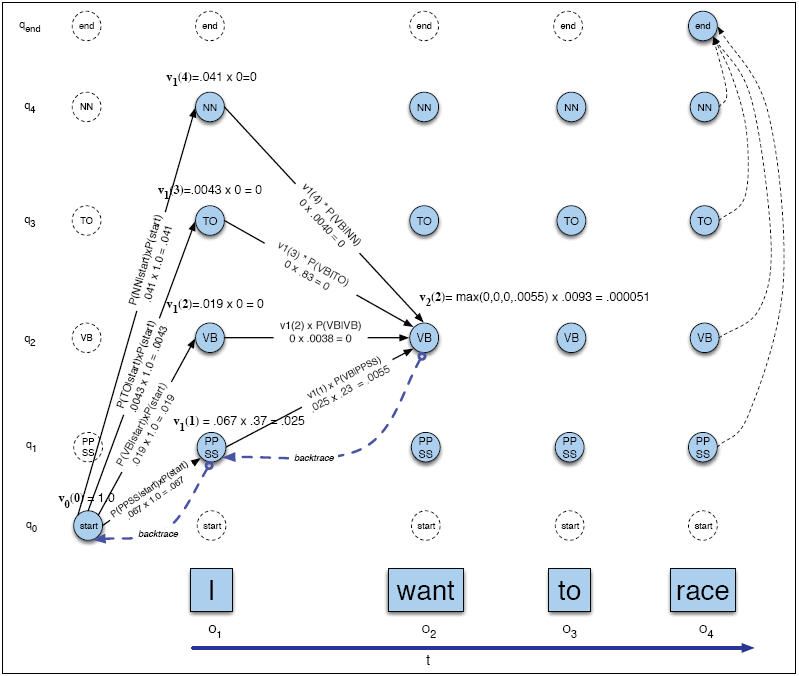 q_end end end end end end
v₁(4)=.041 x 0=0
q₄ NN NN NN NN NN
P(NN|start)xP(start)
.041 x 1.0 = .041
v1(4) * P(VB|NN)
0 x .0040 = 0
v₁(3)=.0043 x 0 = 0
q₃ TO TO TO TO TO
P(TO|start)xP(start)
.0043 x 1.0 = .0043
v1(3) * P(VB|TO)
0 x .83 = 0
v₂(2)= max(0,0,0,.0055) x .0093 = .000051
v₁(2)=.019 x 0 = 0
q₂ VB VB VB VB VB
v1(2) x P(VB|VB)
0 x .0038 = 0
P(VB|start)xP(start)
.019 x 1.0 = .019
v1(1) x P(VB|PPSS)
.025 x .23 = .0055
v₁(1) = .067 x .37 = .025
q₁ PP PP PP PP PP
SS SS SS SS SS
backtrace
P(PPSS|start)xP(start)
.067 x 1.0 = .067
v₀(0) = 1.0
q₀ start start start start start
backtrace
I want to race
O₁ O₂ O₃ O₄
t